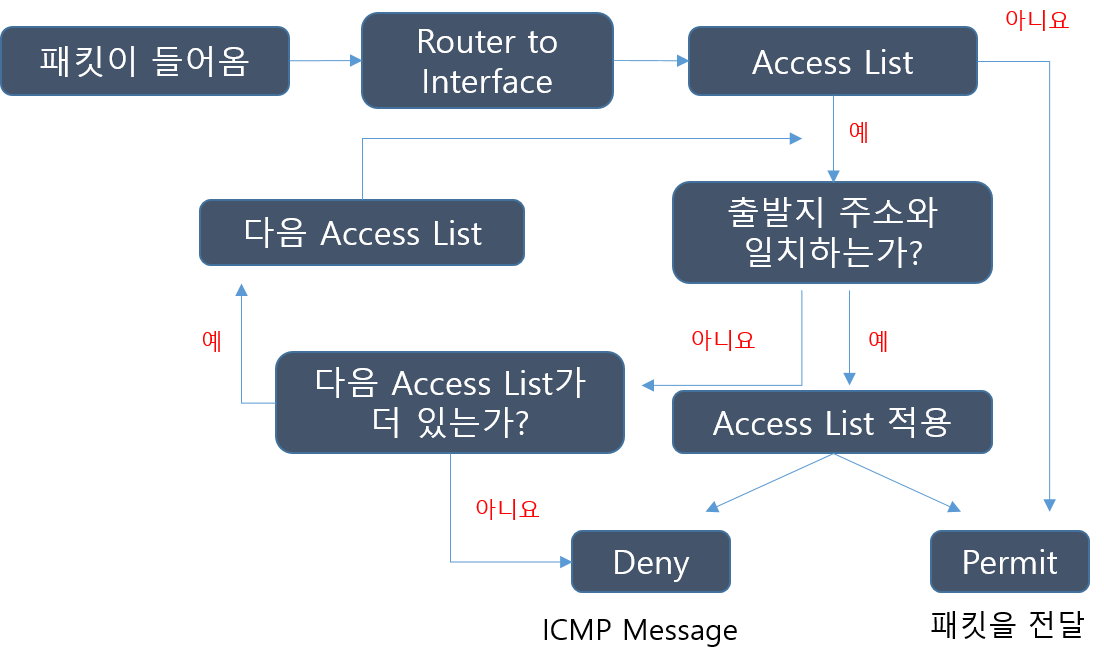 아니요
패킷이 들어옴
Router to
Interface
Access List
예
다음 Access List
출발지 주소와
일치하는가?
예
아니요
예
다음 Access List가
더 있는가?
Access List 적용
아니요
Deny
Permit
ICMP Message
패킷을 전달